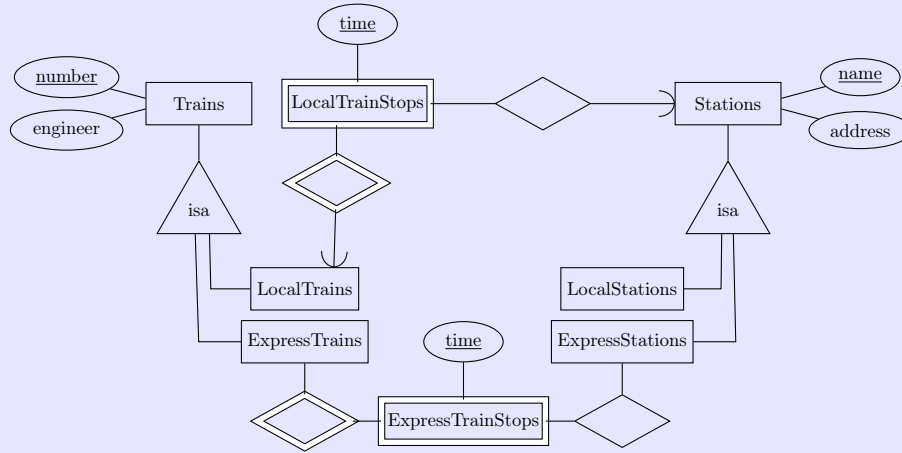 time
number
Trains
LocalTrainStops
Stations
name
engineer
address
isa
isa
LocalTrains
LocalStations
ExpressTrains
time
ExpressStations
ExpressTrainStops